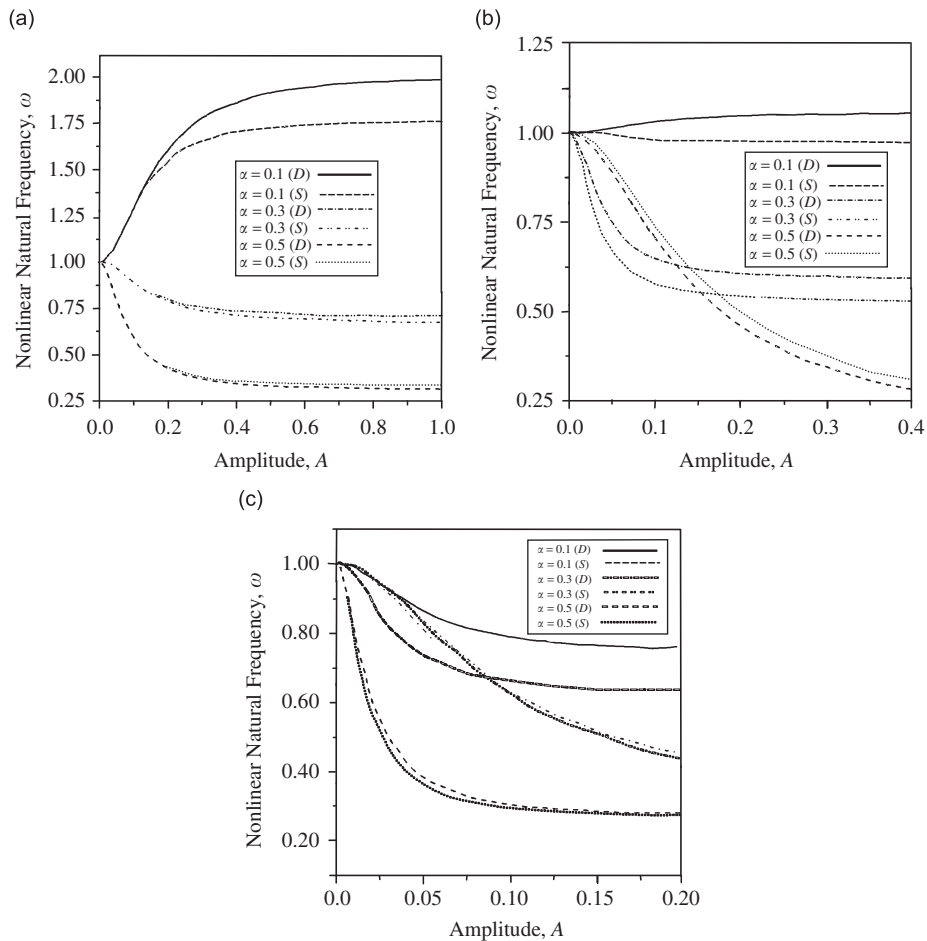 (a)
Nonlinear Natural Frequency, ω
2.00
1.75
1.50
1.25
1.00
0.75
0.50
0.25
α = 0.1 (D)
α = 0.1 (S)
α = 0.3 (D)
α = 0.3 (S)
α = 0.5 (D)
α = 0.5 (S)
0.0 0.2 0.4 0.6 0.8 1.0
Amplitude, A
(b)
Nonlinear Natural Frequency, ω
1.25
1.00
0.75
0.50
0.25
α = 0.1 (D)
α = 0.1 (S)
α = 0.3 (D)
α = 0.3 (S)
α = 0.5 (D)
α = 0.5 (S)
0.0 0.1 0.2 0.3 0.4
Amplitude, A
(c)
Nonlinear Natural Frequency, ω
1.00
0.80
0.60
0.40
0.20
α = 0.1 (D)
α = 0.1 (S)
α = 0.3 (D)
α = 0.3 (S)
α = 0.5 (D)
α = 0.5 (S)
0.0 0.05 0.10 0.15 0.20
Amplitude, A